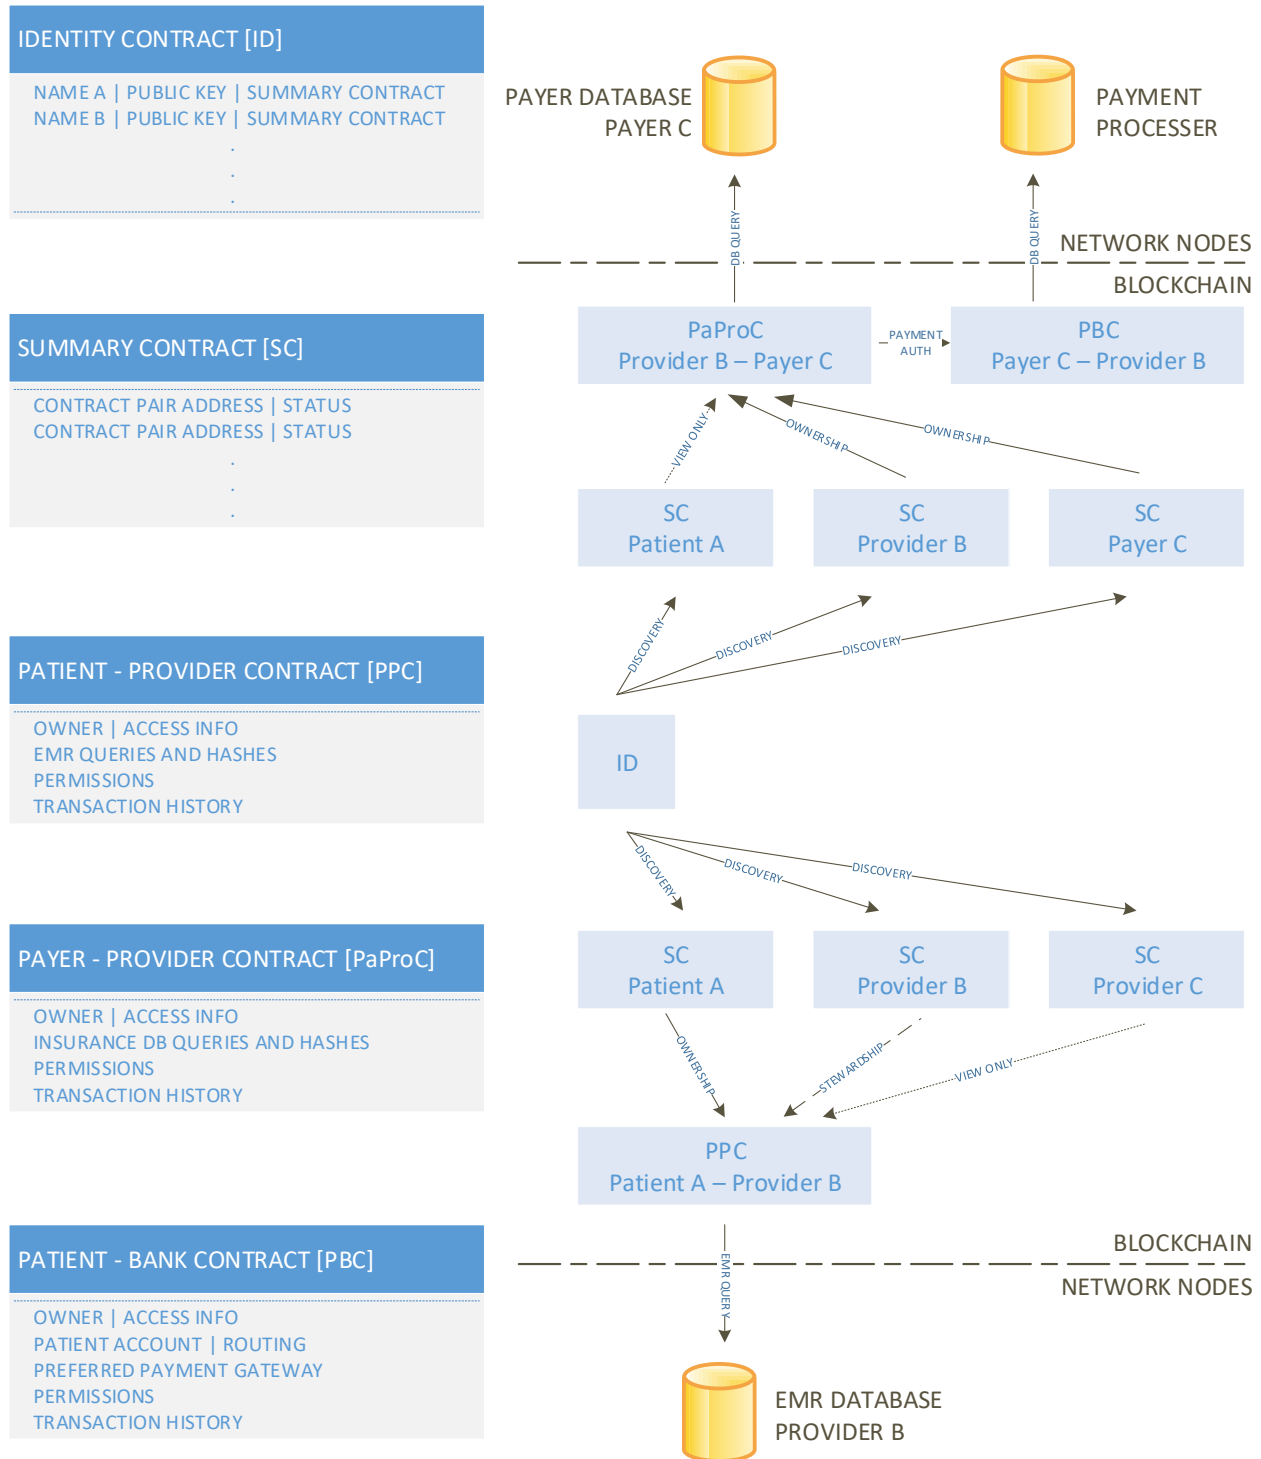 IDENTITY CONTRACT [ID]
NAME A | PUBLIC KEY | SUMMARY CONTRACT
NAME B | PUBLIC KEY | SUMMARY CONTRACT
.
.
.
SUMMARY CONTRACT [SC]
CONTRACT PAIR ADDRESS | STATUS
CONTRACT PAIR ADDRESS | STATUS
.
.
.
PATIENT - PROVIDER CONTRACT [PPC]
OWNER | ACCESS INFO
EMR QUERIES AND HASHES
PERMISSIONS
TRANSACTION HISTORY
PAYER - PROVIDER CONTRACT [PaProC]
OWNER | ACCESS INFO
INSURANCE DB QUERIES AND HASHES
PERMISSIONS
TRANSACTION HISTORY
PATIENT - BANK CONTRACT [PBC]
OWNER | ACCESS INFO
PATIENT ACCOUNT | ROUTING
PREFERRED PAYMENT GATEWAY
PERMISSIONS
TRANSACTION HISTORY
PAYER DATABASE
PAYER C
PAYMENT
PROCESSER
DB QUERY
DB QUERY
NETWORK NODES
BLOCKCHAIN
PaProC
Provider B – Payer C
PAYMENT
AUTH
PBC
Payer C – Provider B
VIEW ONLY
OWNERSHIP
OWNERSHIP
SC
Patient A
SC
Provider B
SC
Payer C
DISCOVERY
DISCOVERY
DISCOVERY
ID
DISCOVERY
DISCOVERY
DISCOVERY
SC
Patient A
SC
Provider B
SC
Provider C
OWNERSHIP
STEWARDSHIP
VIEW ONLY
PPC
Patient A – Provider B
EMR QUERY
BLOCKCHAIN
NETWORK NODES
EMR DATABASE
PROVIDER B